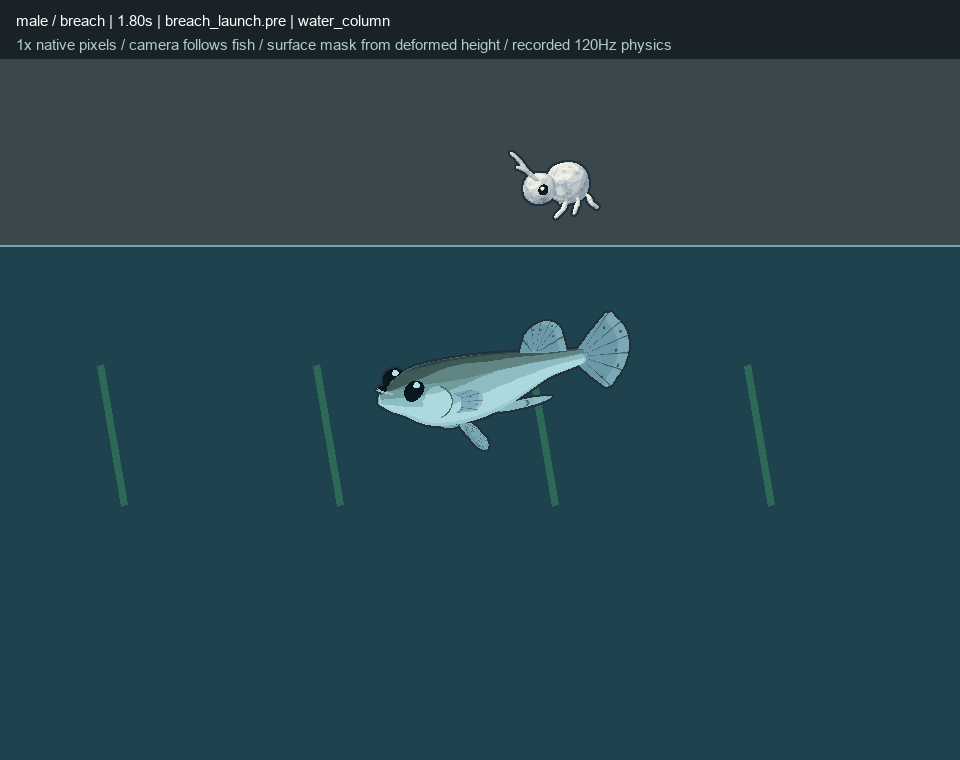 male / breach | 1.80s | breach_launch.pre | water_column
1x native pixels / camera follows fish / surface mask from deformed height / recorded 120Hz physics